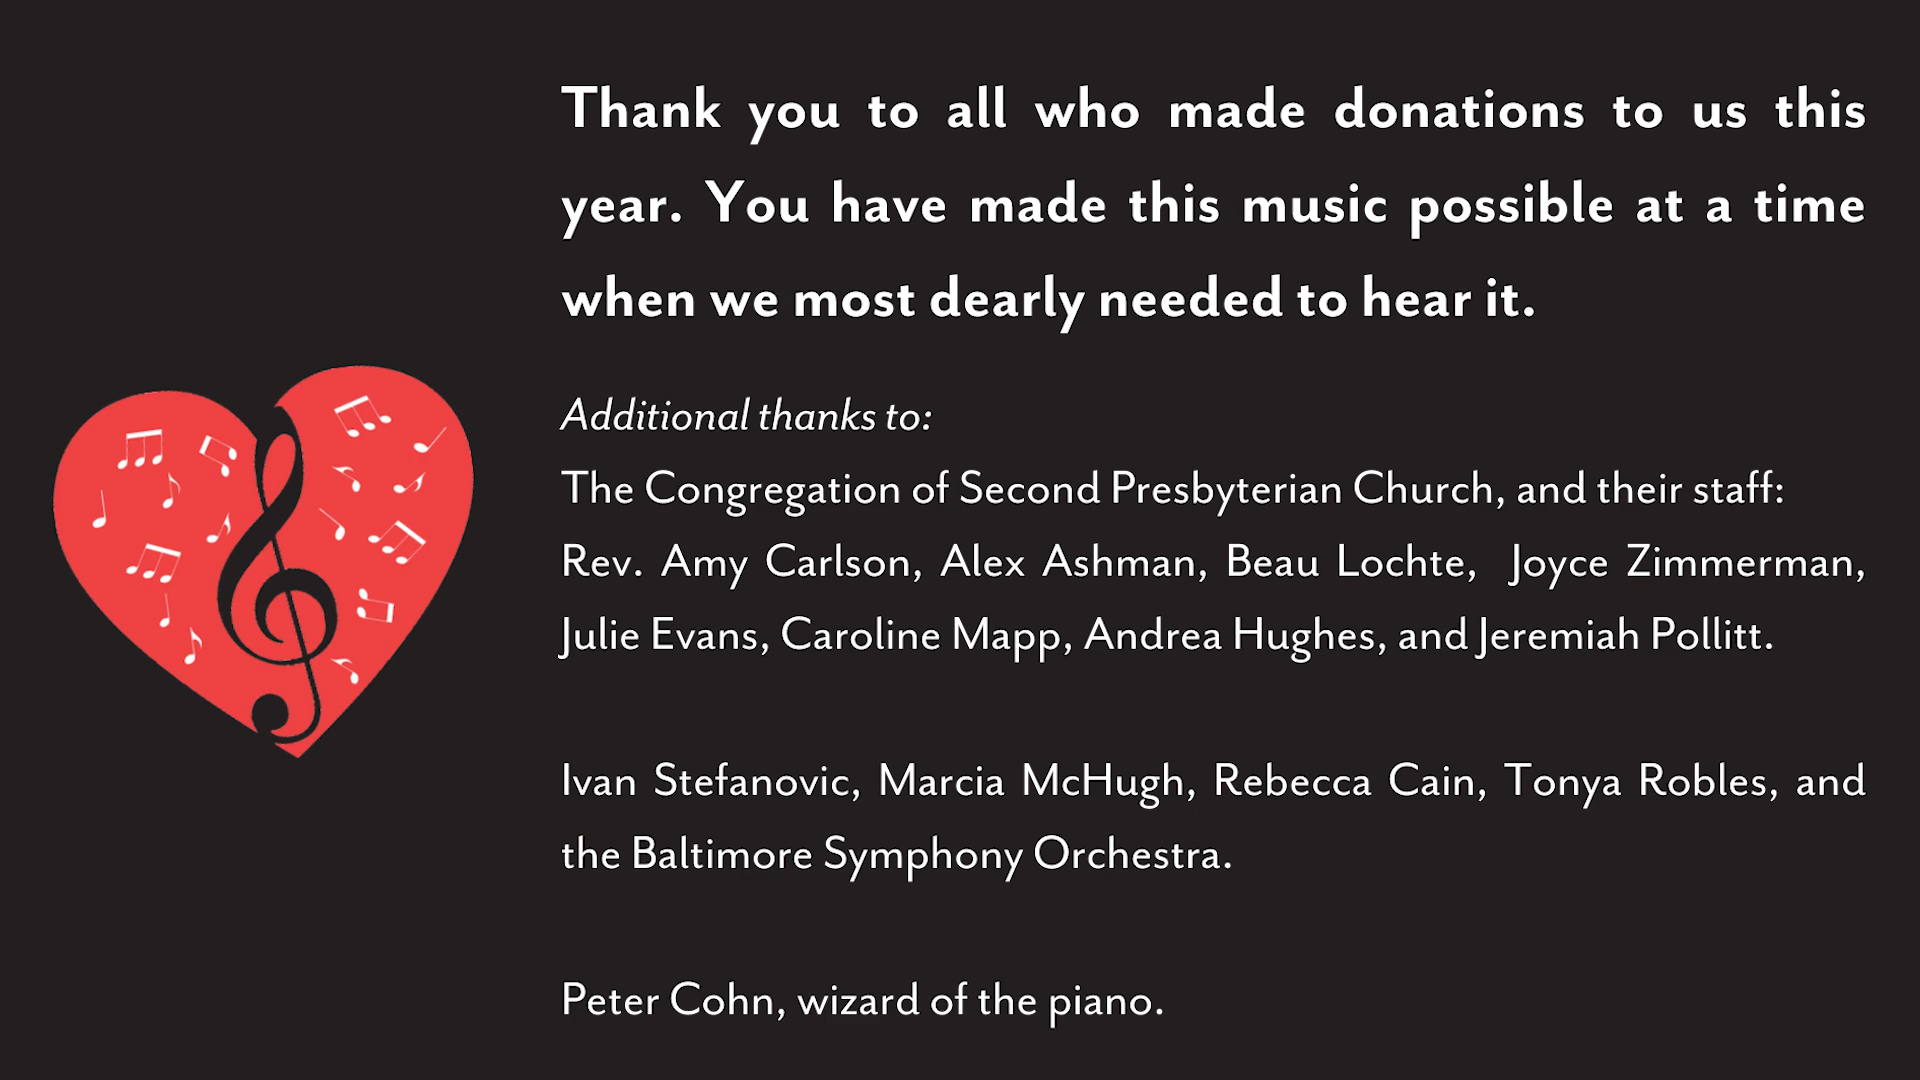 Thank you to all who made donations to us this
year. You have made this music possible at a time
when we most dearly needed to hear it.
Additional thanks to:
The Congregation of Second Presbyterian Church, and their staff:
Rev. Amy Carlson, Alex Ashman, Beau Lochte, Joyce Zimmerman,
Julie Evans, Caroline Mapp, Andrea Hughes, and Jeremiah Pollitt.
Ivan Stefanovic, Marcia McHugh, Rebecca Cain, Tonya Robles, and
the Baltimore Symphony Orchestra.
Peter Cohn, wizard of the piano.